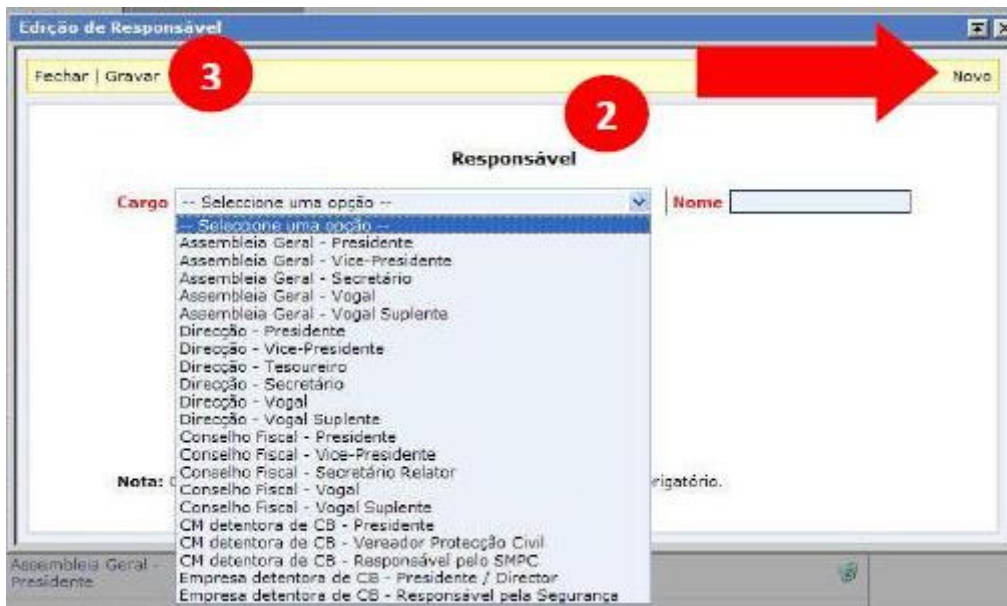 Edição de Responsável
Fechar | Gravar
3
Novo
2
Responsável
Cargo
-- Seleccione uma opção --
Nome
-- Seleccione uma opção --
Assembleia Geral - Presidente
Assembleia Geral - Vice-Presidente
Assembleia Geral - Secretário
Assembleia Geral - Vogal
Assembleia Geral - Vogal Suplente
Direcção - Presidente
Direcção - Vice-Presidente
Direcção - Tesoureiro
Direcção - Secretário
Direcção - Vogal
Direcção - Vogal Suplente
Conselho Fiscal - Presidente
Conselho Fiscal - Vice-Presidente
Conselho Fiscal - Secretário Relator
Conselho Fiscal - Vogal
Conselho Fiscal - Vogal Suplente
CM detentora de CB - Presidente
CM detentora de CB - Vereador Protecção Civil
CM detentora de CB - Responsável pelo SMPC
Empresa detentora de CB - Presidente / Director
Empresa detentora de CB - Responsável pela Segurança
Nota:
rigatório.
Assembleia Geral -
Presidente